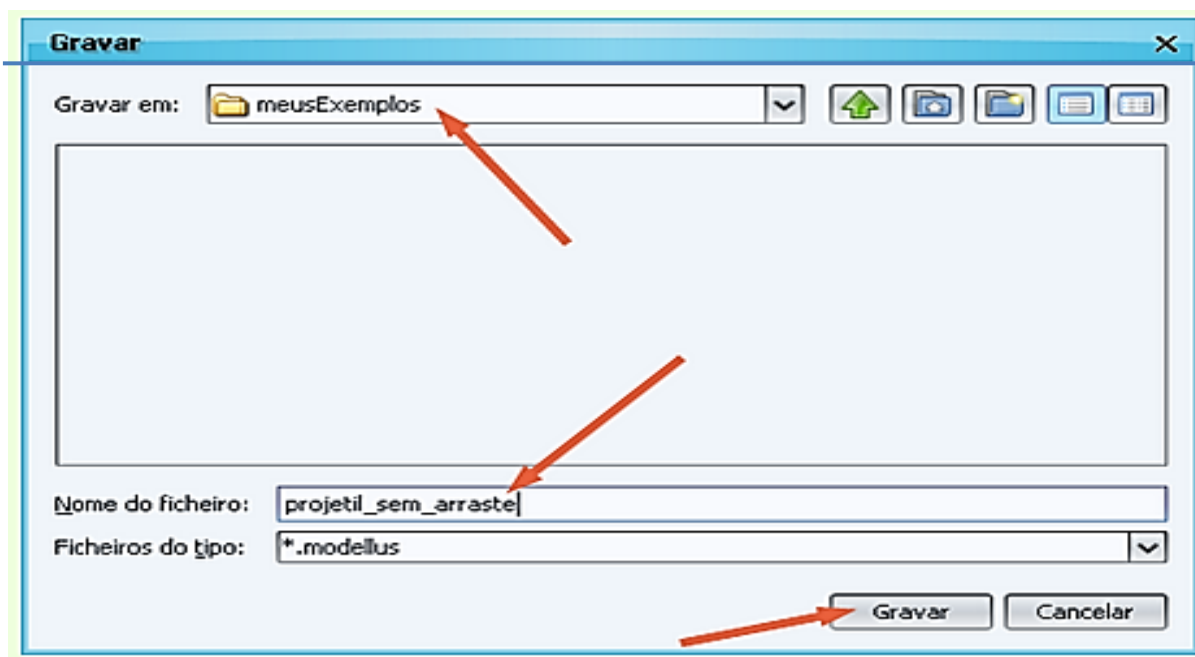 Gravar
Gravar em: meusExemplos
Nome do ficheiro: projetil_sem_arraste
Ficheiros do tipo: *.modellus
Gravar Cancelar